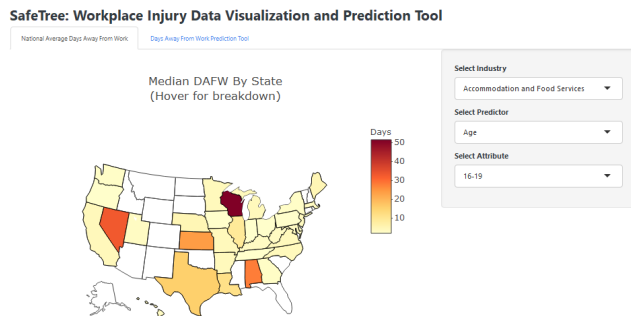 SafeTree: Workplace Injury Data Visualization and Prediction Tool
National Average Days Away From Work
Days Away From Work Prediction Tool
Median DAFW By State
(Hover for breakdown)
Days
50
40
30
20
10
Select Industry
Accommodation and Food Services
Select Predictor
Age
Select Attribute
16-19